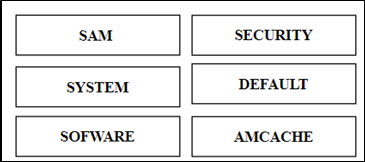 SAM
SECURITY
SYSTEM
DEFAULT
SOFWARE
AMCACHE